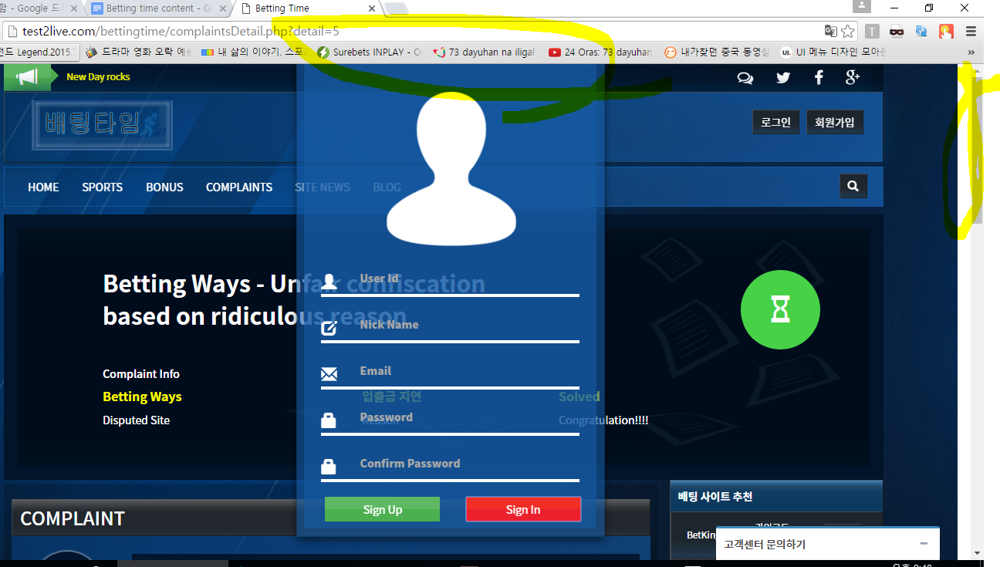 함 - Google 드
Betting time content - G
Betting Time
test2live.com/bettingtime/complaintsDetail.php?detail=5
전드 Legend.2015.7
드라마 영화 오락 예능
내 삶의 이야기. 스포
Surebets INPLAY - O
73 dayuhan na iligal
24 Oras: 73 dayuhan
내가찾던 중국 동영상
UI 메뉴 디자인 모아
»
New Day rocks
배팅타임
로그인
회원가입
HOME
SPORTS
BONUS
COMPLAINTS
SITE NEWS
BLOG
Betting Ways - Unfair confiscation
based on ridiculous reason
User Id
Nick Name
Email
Password
Confirm Password
Sign Up
Sign In
Complaint Info
Betting Ways
입출금 지연
Solved
Disputed Site
Reason
Congratulation!!!!
COMPLAINT
배팅 사이트 추천
BetKin
고객센터 문의하기